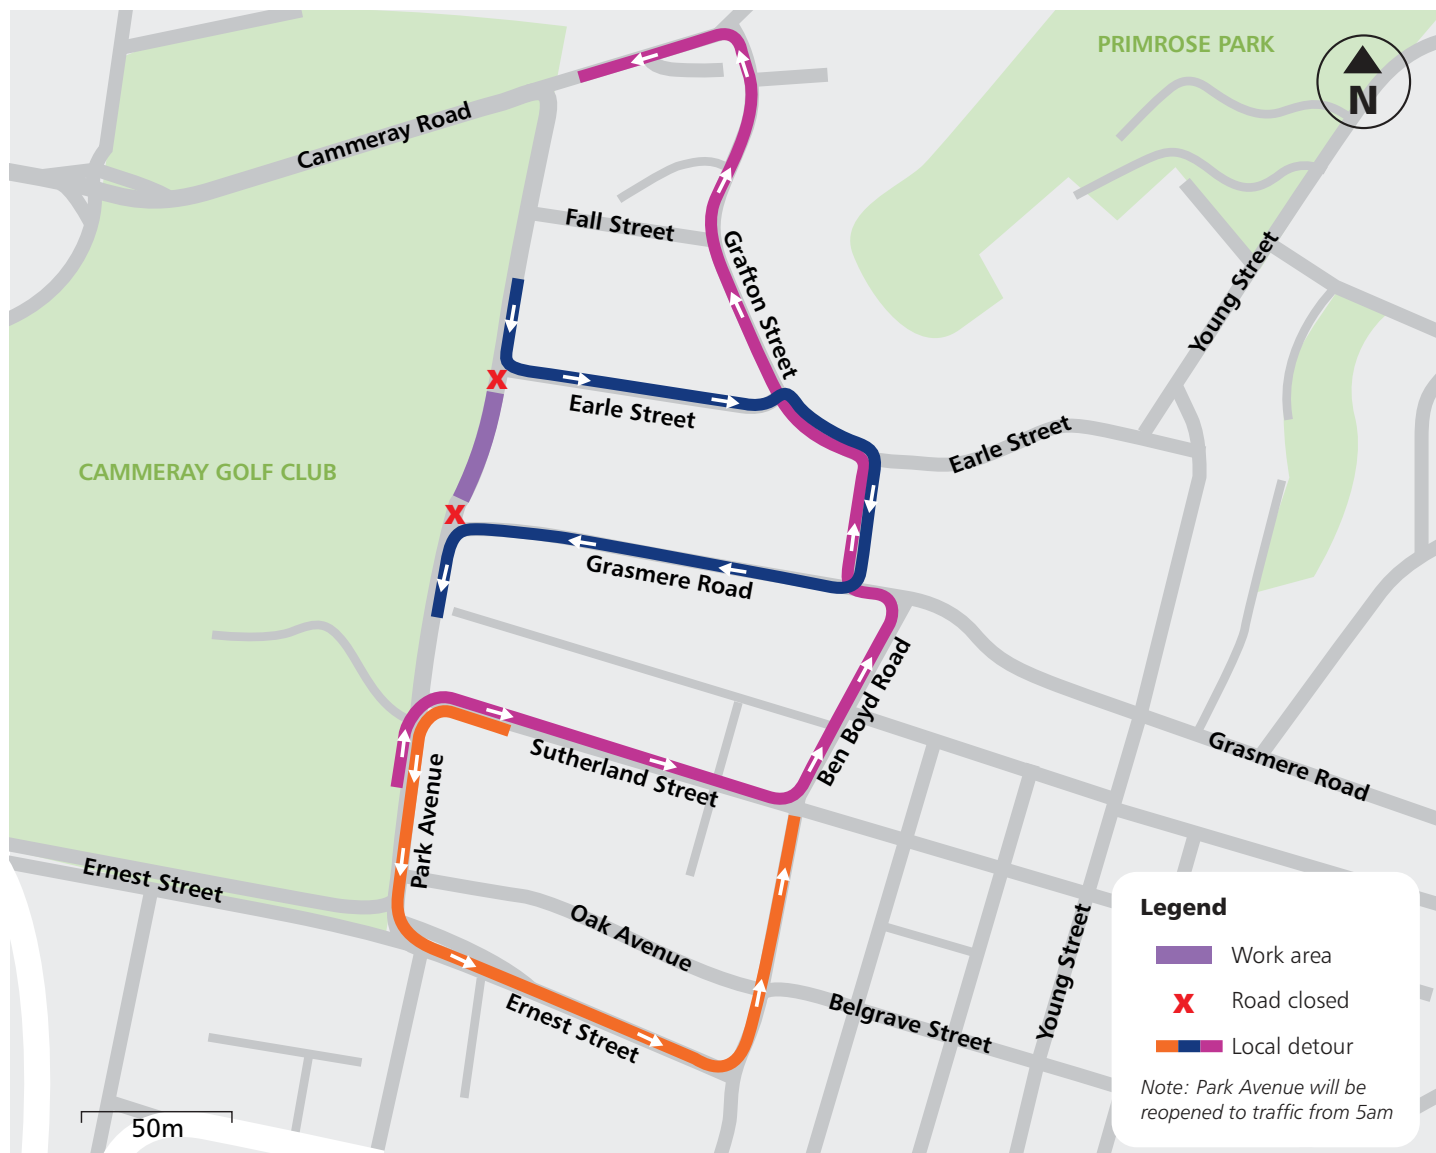 PRIMROSE PARK
N
Cammeray Road
Fall Street
Grafton Street
Young Street
Earle Street
Earle Street
CAMMERAY GOLF CLUB
Grasmere Road
Ben Boyd Road
Sutherland Street
Grasmere Road
Park Avenue
Ernest Street
Oak Avenue
Young Street
Belgrave Street
Ernest Street
50m
Legend
Work area
X Road closed
Local detour
Note: Park Avenue will be
reopened to traffic from 5am
X
X